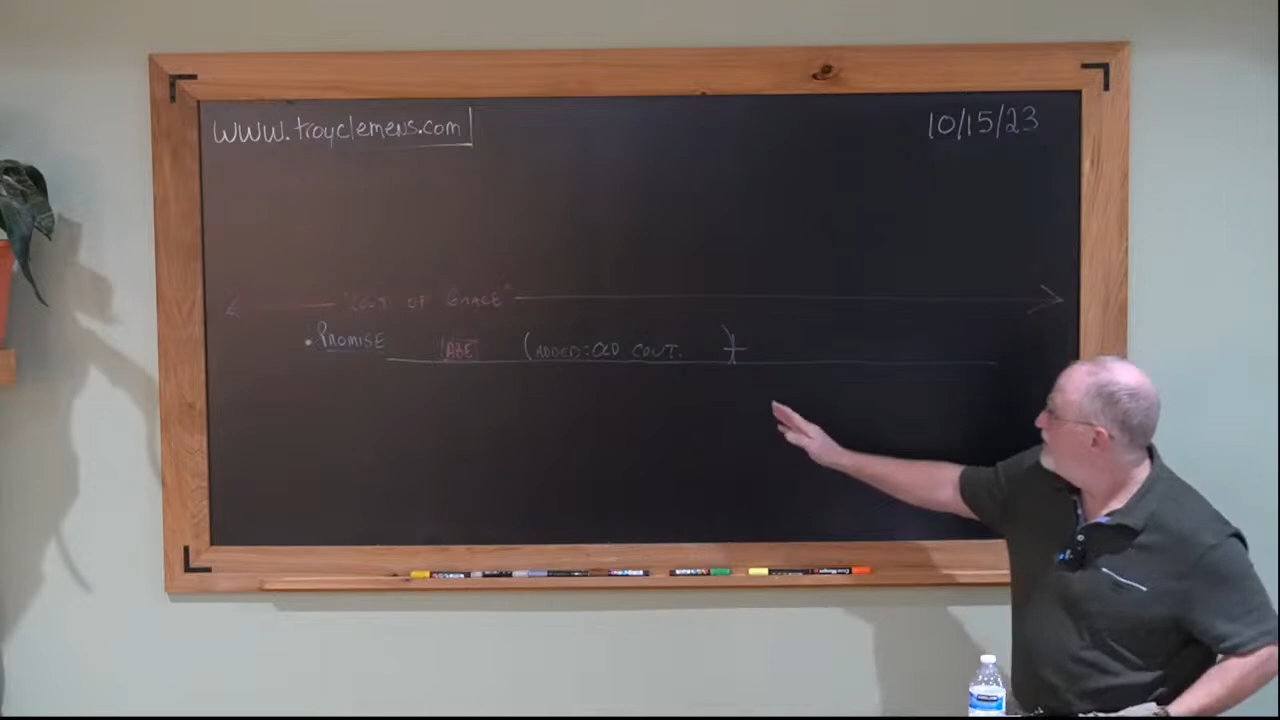 www.troyclemens.com
10/15/23
"COVT. OF GRACE"
• PROMISE ABE (ADDED: OLD COVT. )